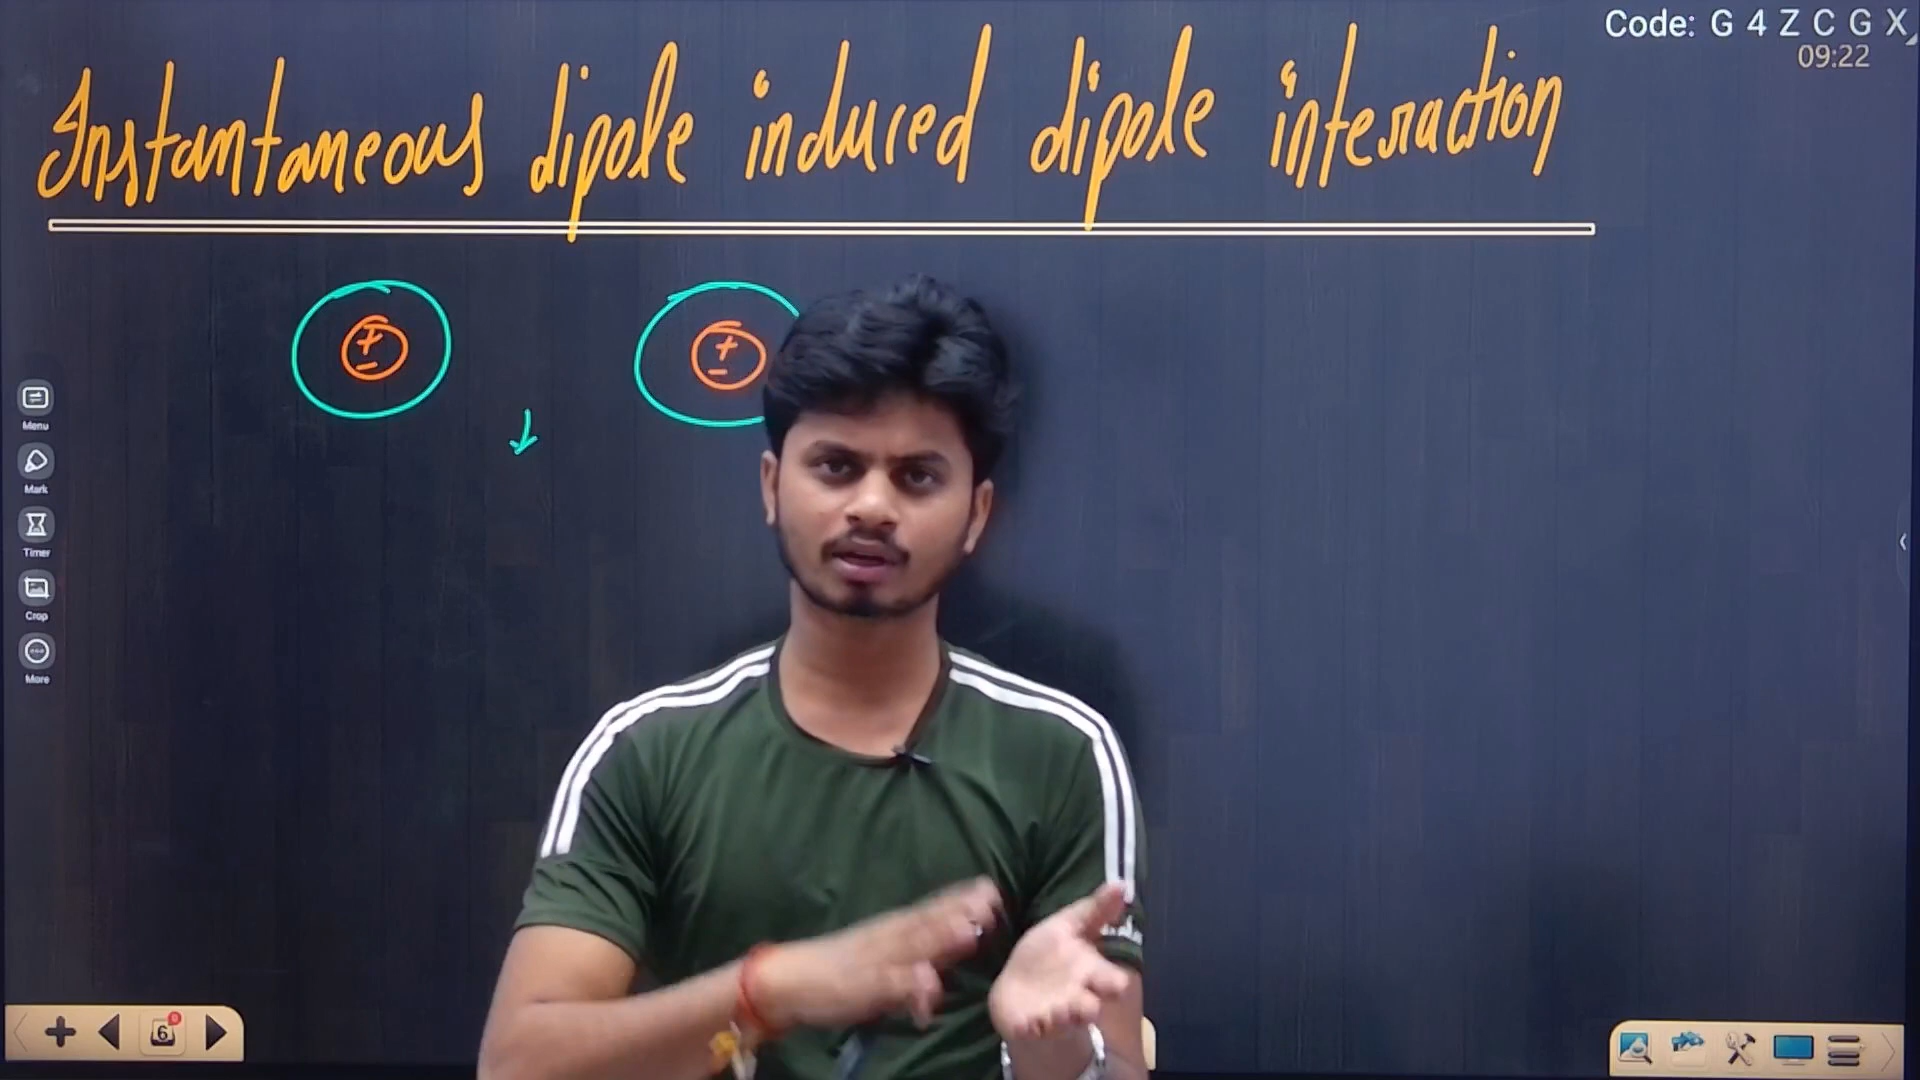 Code: G 4 Z C G X
09:22
Instantaneous dipole induced dipole interaction
+
-
+
-
Menu
Mark
Timer
Crop
More
6